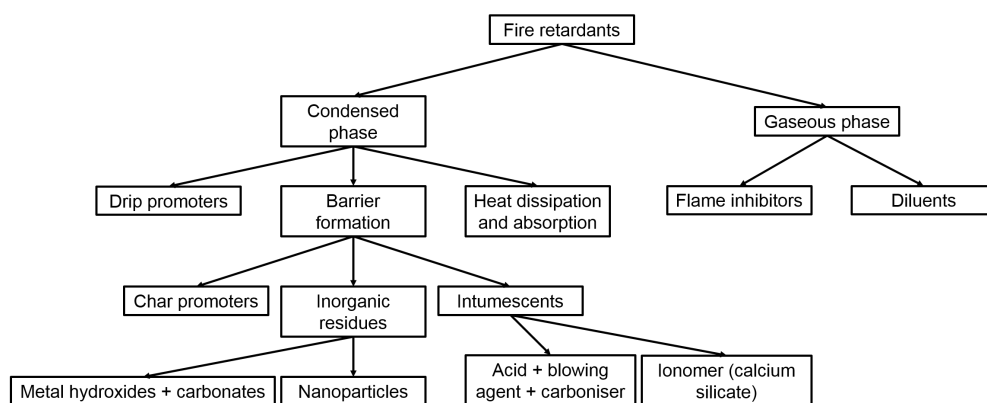 Fire retardants
Condensed
phase
Gaseous phase
Drip promoters
Barrier
formation
Heat dissipation
and absorption
Flame inhibitors
Diluents
Char promoters
Inorganic
residues
Intumescents
Metal hydroxides + carbonates
Nanoparticles
Acid + blowing
agent + carboniser
Ionomer (calcium
silicate)